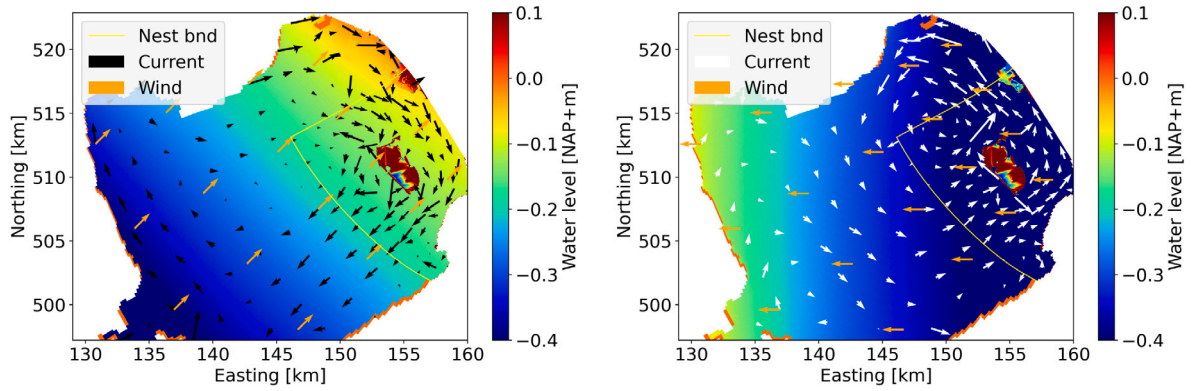 Nest bnd
Current
Wind
520
515
510
505
500
Northing [km]
130 135 140 145 150 155 160
Easting [km]
0.1
0.0
−0.1
−0.2
−0.3
−0.4
Water level [NAP+m]
Nest bnd
Current
Wind
520
515
510
505
500
Northing [km]
130 135 140 145 150 155 160
Easting [km]
0.1
0.0
−0.1
−0.2
−0.3
−0.4
Water level [NAP+m]